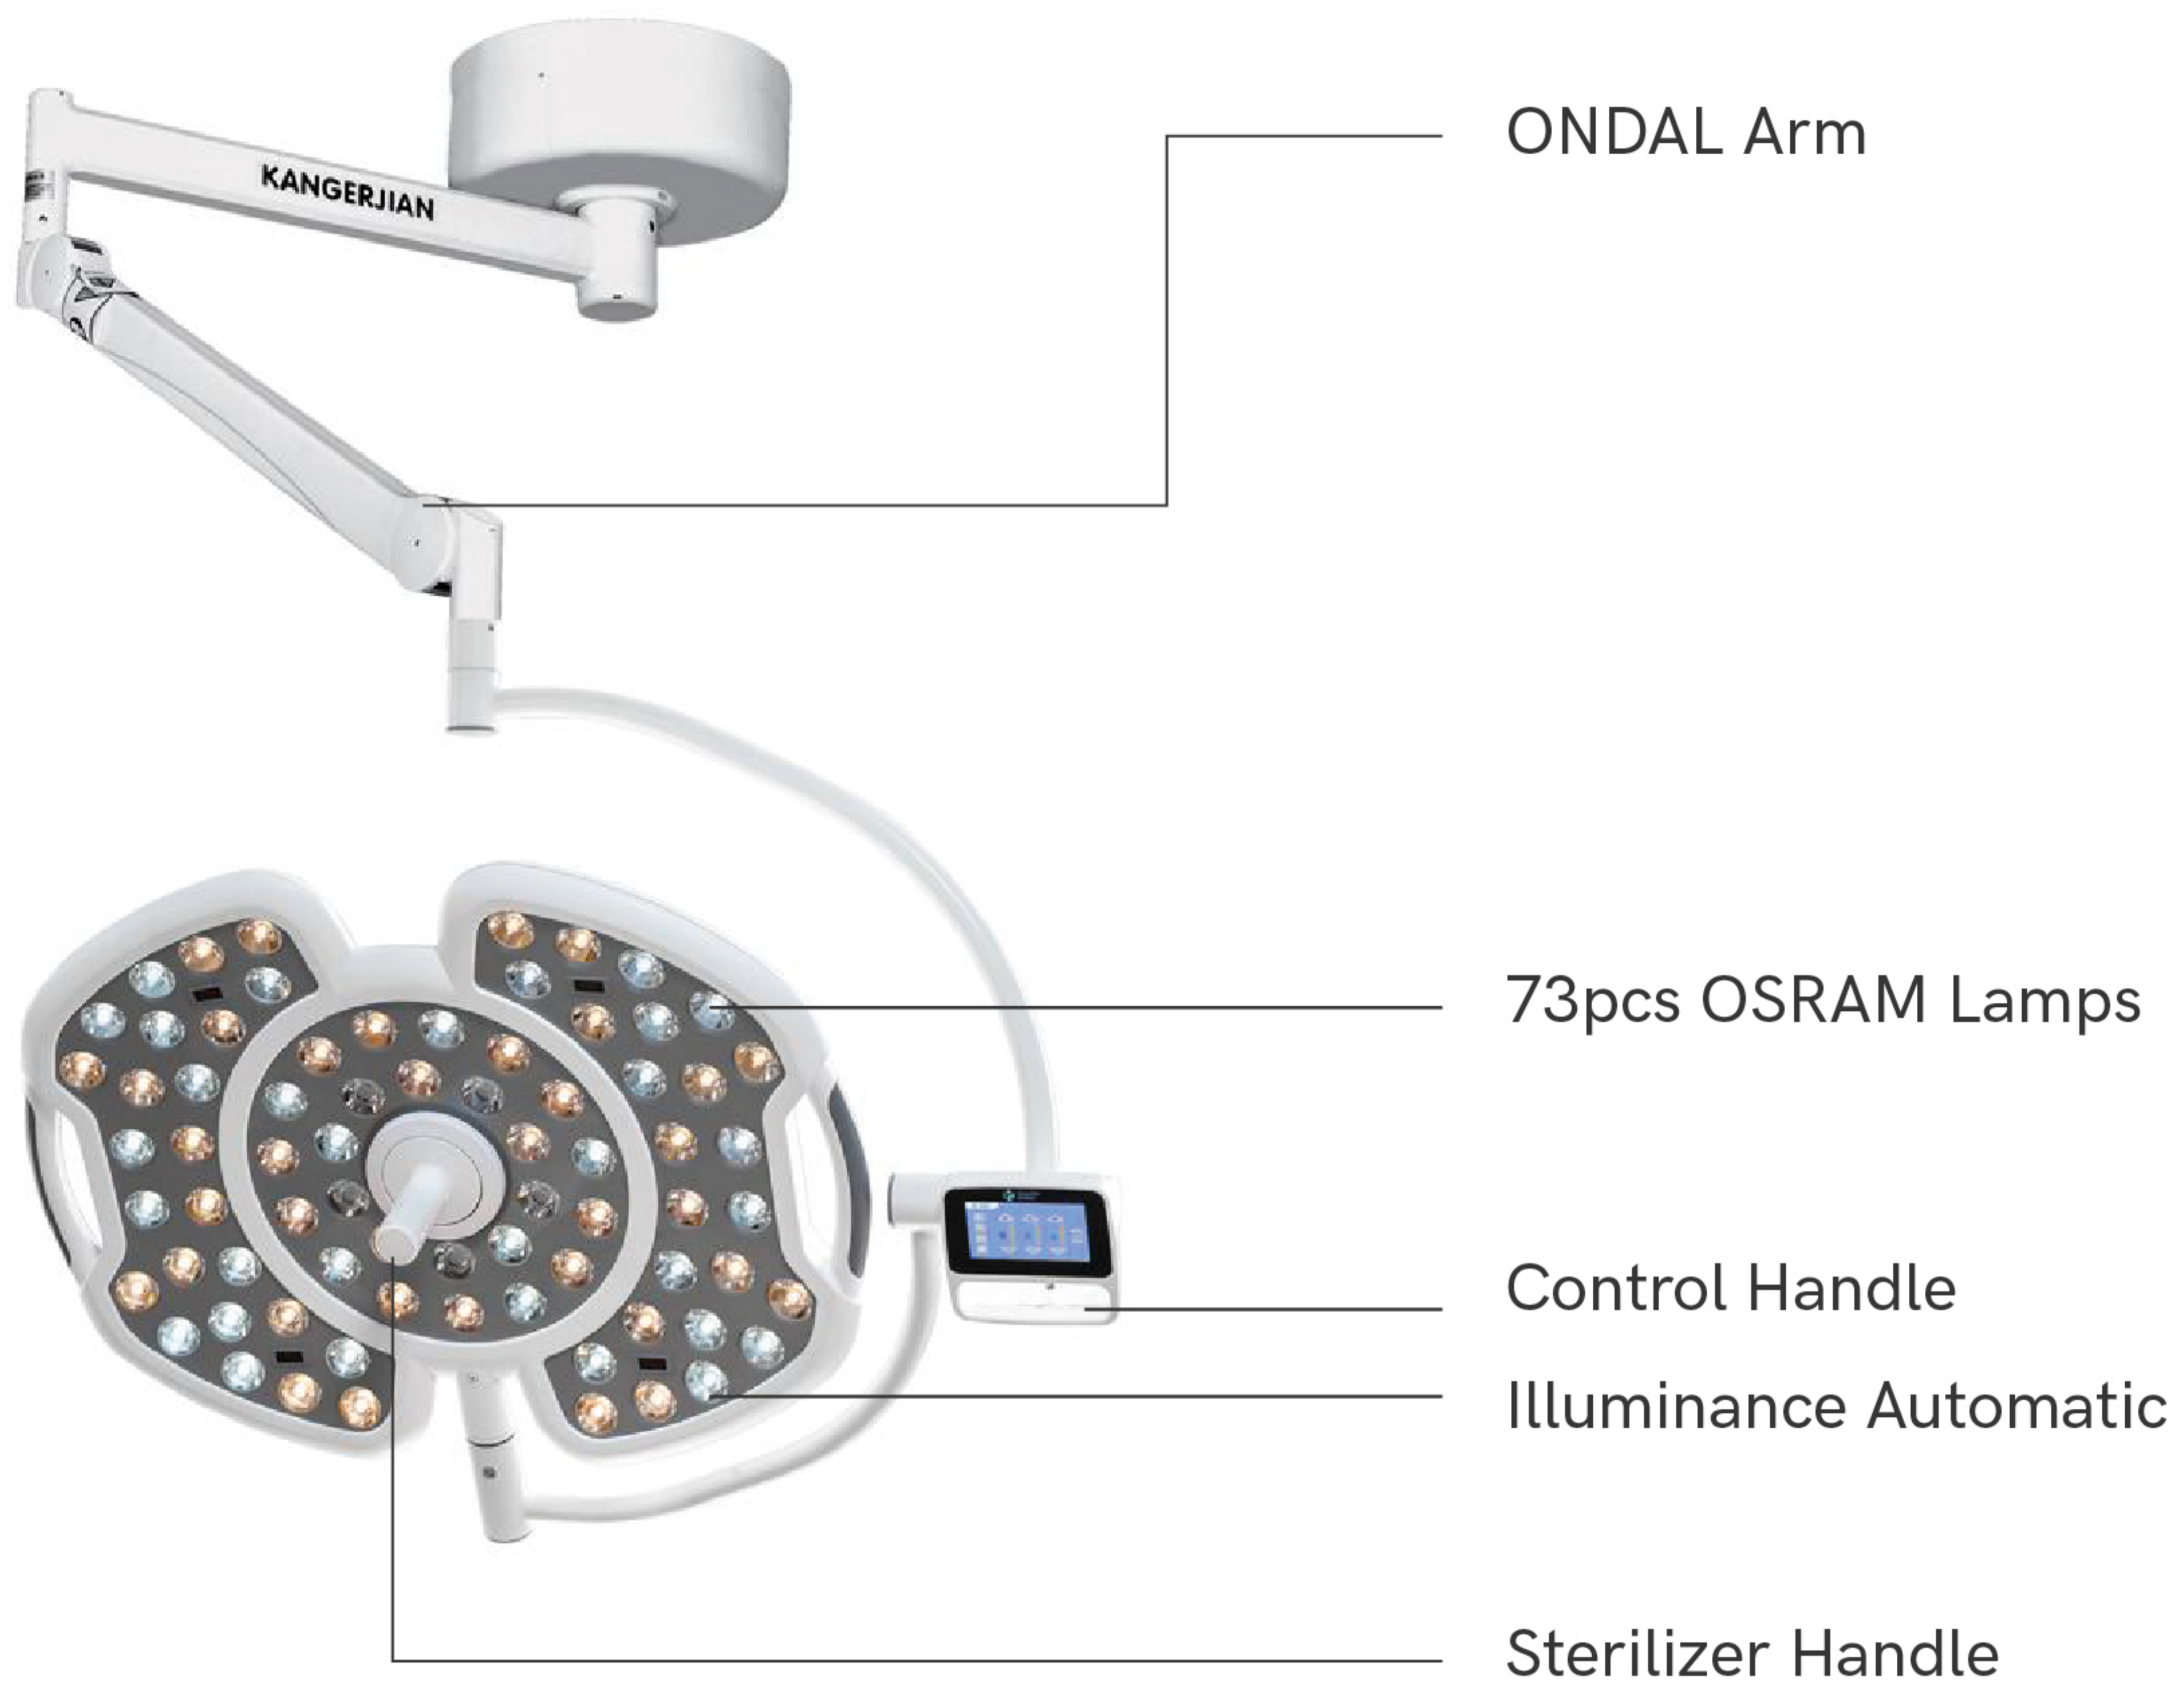 ONDAL Arm
KANGERJIAN
73pcs OSRAM Lamps
Control Handle
Illuminance Automatic
Sterilizer Handle